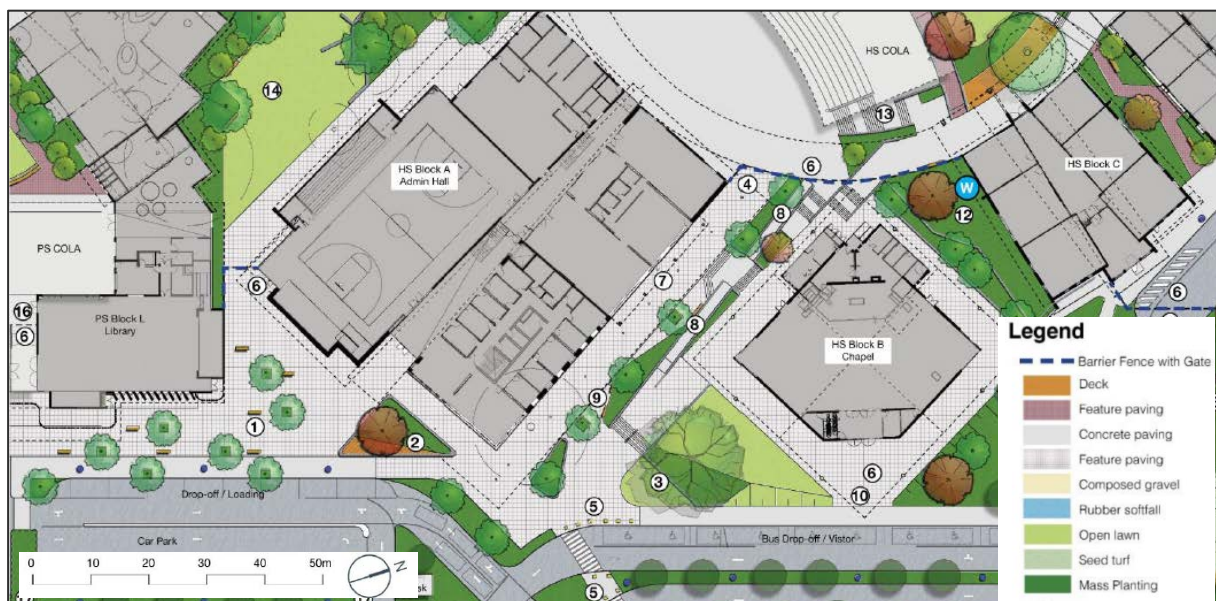 HS COLA
14
13
HS Block A
Admin Hall
HS Block C
6
4
W
8
12
PS COLA
6
7
6
16
6
PS Block L
Library
8
HS Block B
Chapel
Legend
Barrier Fence with Gate
Deck
Feature paving
Concrete paving
Feature paving
Composed gravel
Rubber softfall
Open lawn
Seed turf
Mass Planting
9
1
2
6
3
10
Drop-off / Loading
5
Car Park
Bus Drop-off / Vistor
0 10 20 30 40 50m
N
5